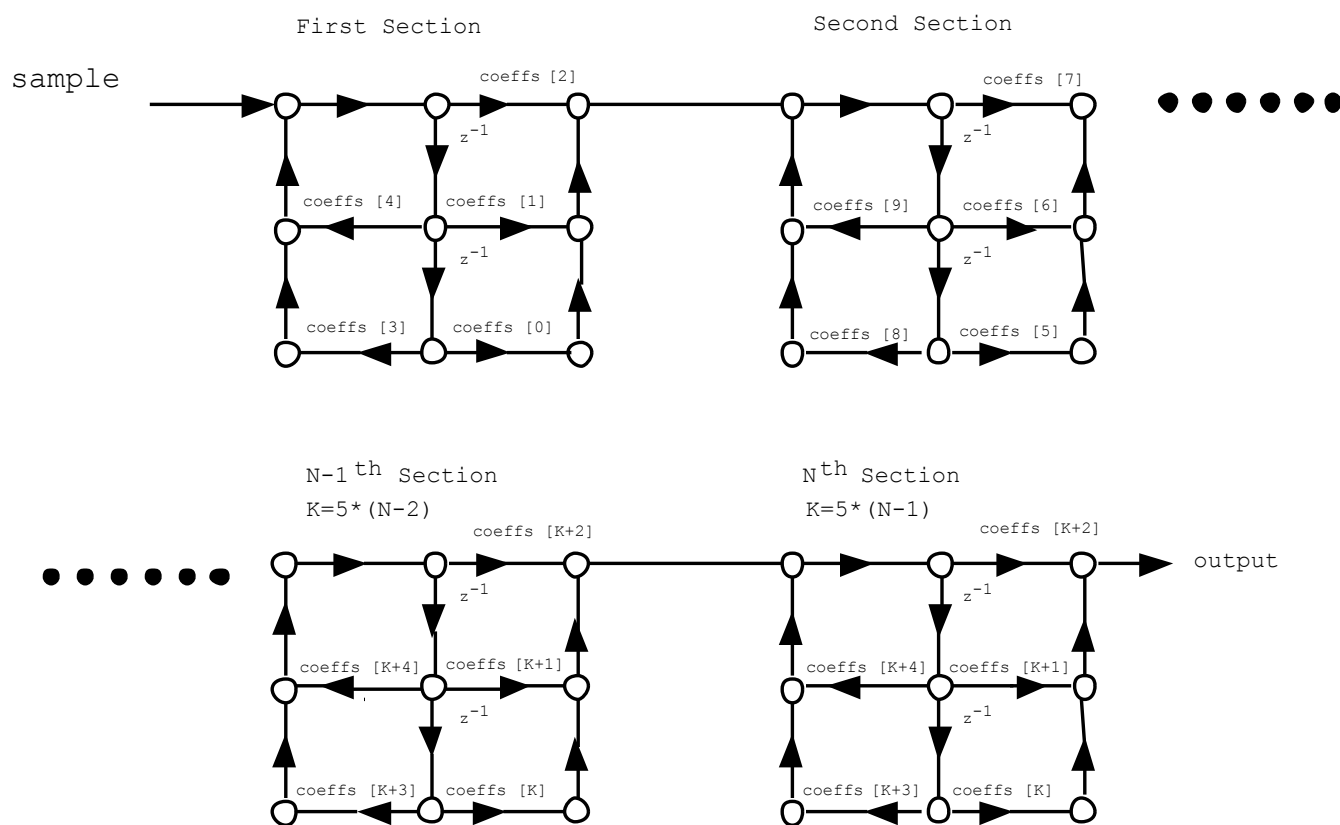 First Section
Second Section
sample
coeffs [2]
coeffs [7]
z-1
z-1
coeffs [4]
coeffs [1]
coeffs [9]
coeffs [6]
z-1
z-1
coeffs [3]
coeffs [0]
coeffs [8]
coeffs [5]
N-1 th Section
K=5*(N-2)
Nth Section
K=5*(N-1)
coeffs [K+2]
coeffs [K+2]
output
z-1
z-1
coeffs [K+4]
coeffs [K+1]
coeffs [K+4]
coeffs [K+1]
z-1
z-1
coeffs [K+3]
coeffs [K]
coeffs [K+3]
coeffs [K]